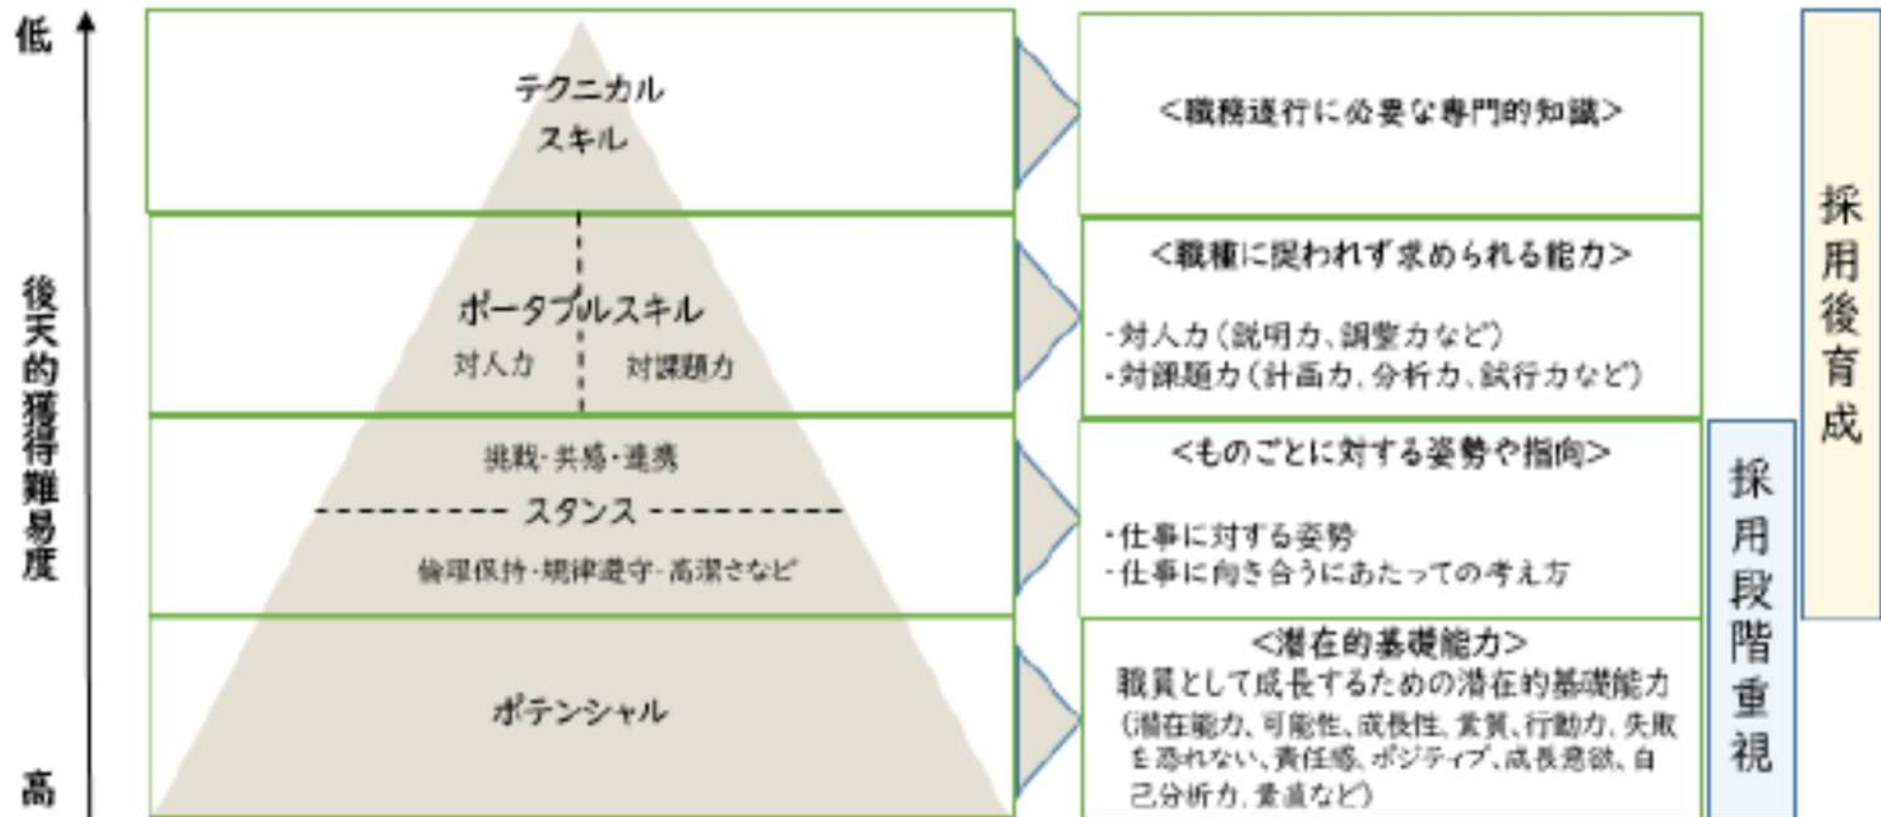 低
後天的獲得難易度
高
テクニカル
スキル
<職務遂行に必要な専門的知識>
ポータブルスキル
対人力
対課題力
<職種に捉われず求められる能力>
・対人力(説明力、調整力など)
・対課題力(計画力、分析力、試行力など)
挑戦・共感・連携
スタンス
倫理保持・規律遵守・高潔さなど
<ものごとに対する姿勢や指向>
・仕事に対する姿勢
・仕事に向き合うにあたっての考え方
ポテンシャル
<潜在的基礎能力>
職員として成長するための潜在的基礎能力
(潜在能力、可能性、成長性、素質、行動力、失敗
を恐れない、責任感、ポジティブ、成長意欲、自
己分析力、素直など)
採用段階重視
採用後育成